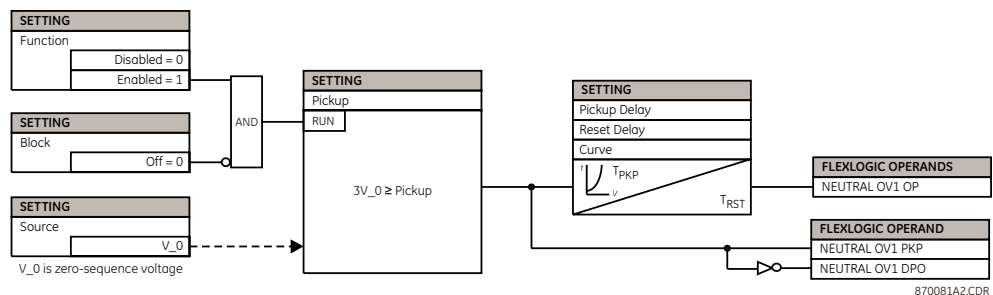 SETTING
Function
Disabled = 0
Enabled = 1
SETTING
Block
Off = 0
SETTING
Source
V_0
V_0 is zero-sequence voltage
AND
SETTING
Pickup
RUN
3V_0 ≥ Pickup
SETTING
Pickup Delay
Reset Delay
Curve
t
TPKP
V
TRST
FLEXLOGIC OPERANDS
NEUTRAL OV1 OP
FLEXLOGIC OPERAND
NEUTRAL OV1 PKP
NEUTRAL OV1 DPO
870081A2.CDR